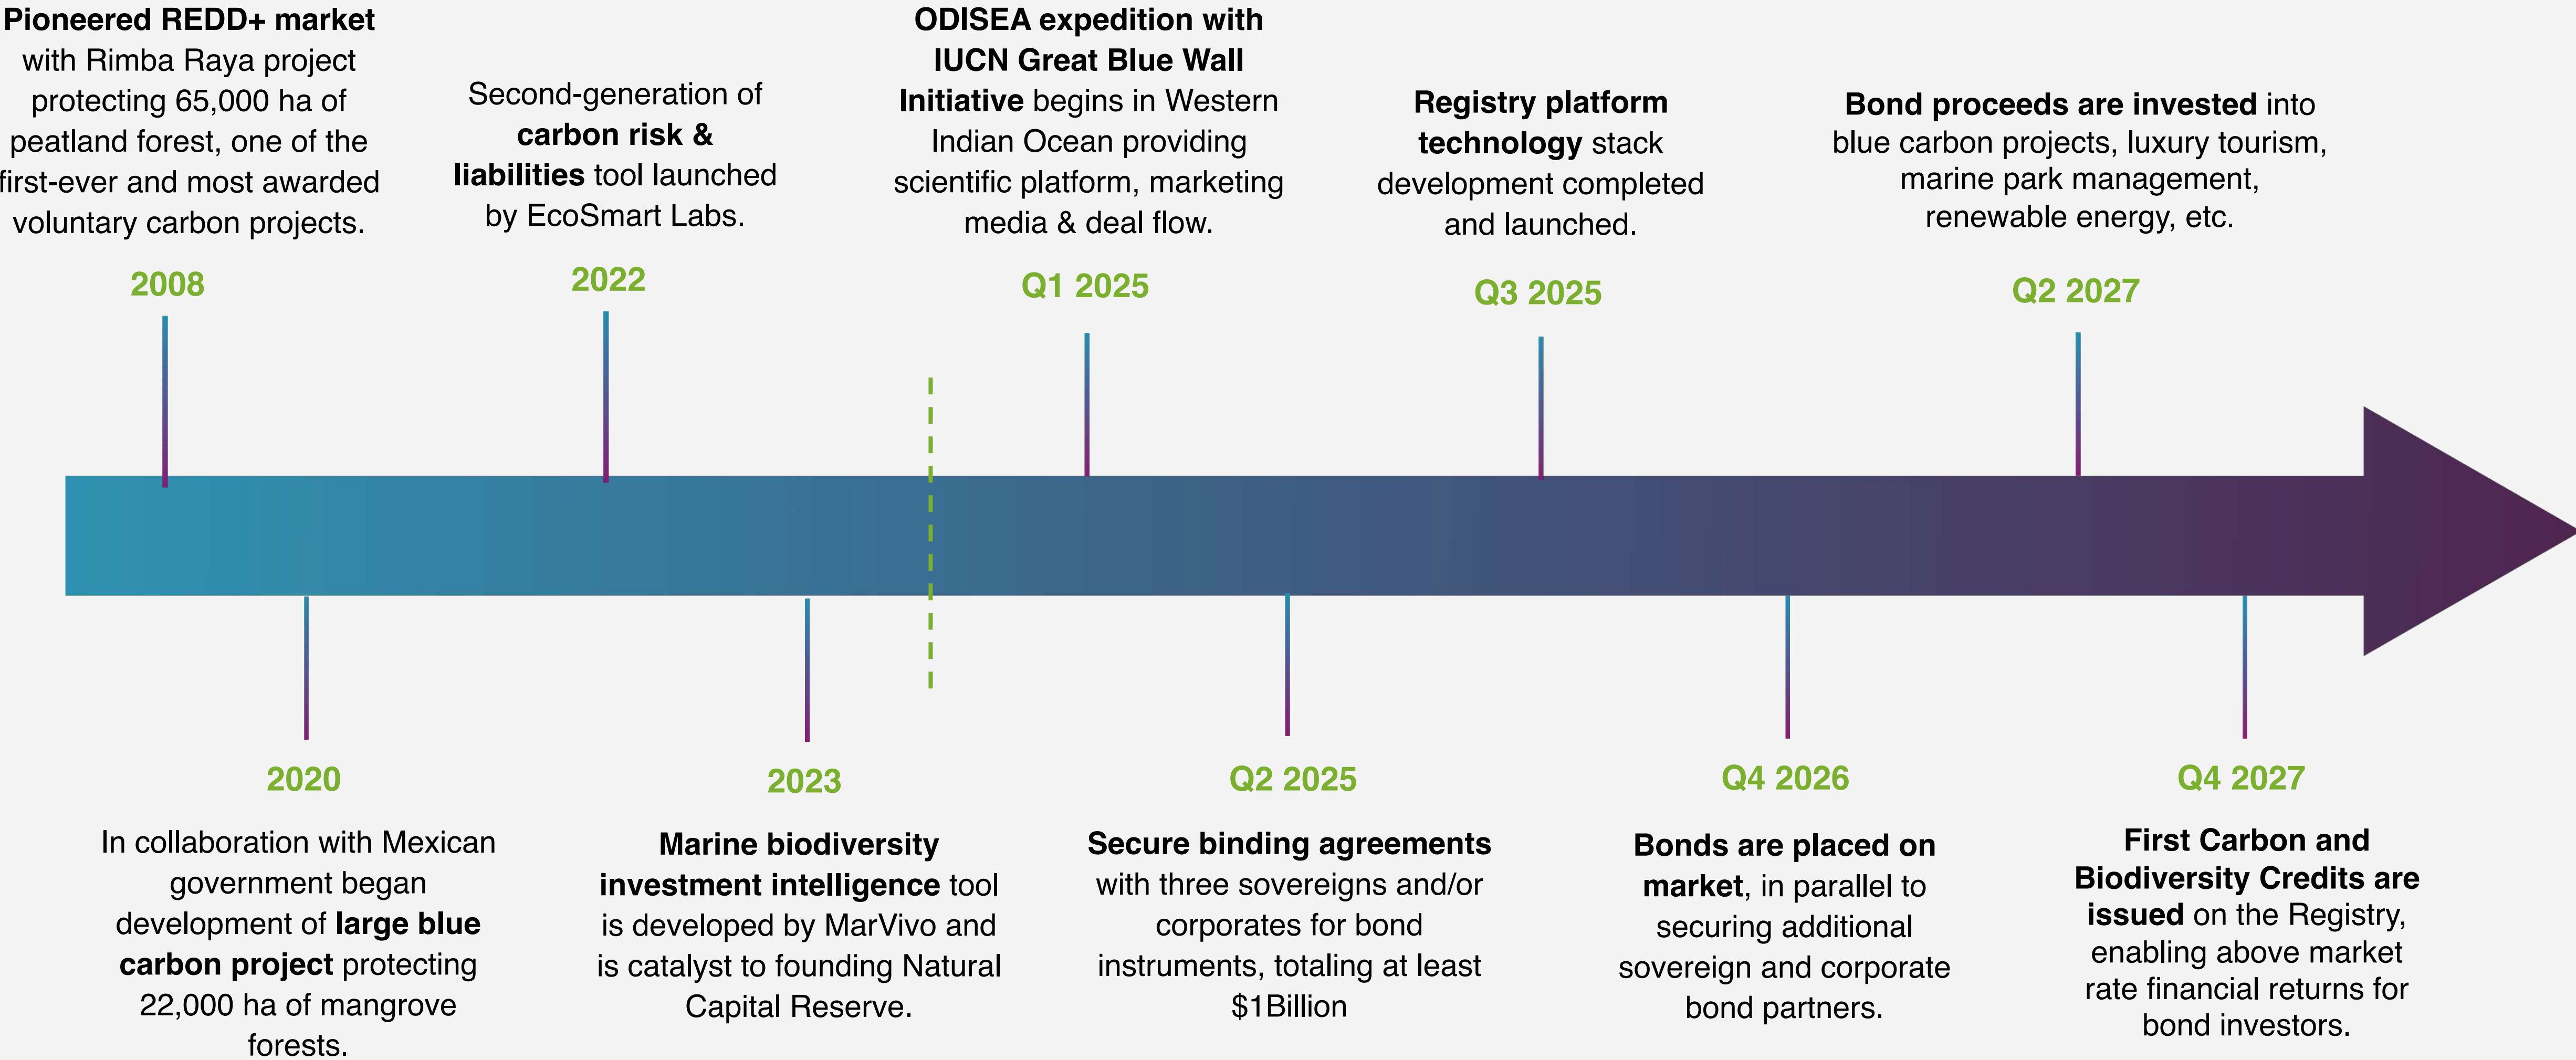 Pioneered REDD+ market
with Rimba Raya project
protecting 65,000 ha of
peatland forest, one of the
first-ever and most awarded
voluntary carbon projects.
2008
Second-generation of
carbon risk &
liabilities tool launched
by EcoSmart Labs.
2022
ODISEA expedition with
IUCN Great Blue Wall
Initiative begins in Western
Indian Ocean providing
scientific platform, marketing
media & deal flow.
Q1 2025
Registry platform
technology stack
development completed
and launched.
Q3 2025
Bond proceeds are invested into
blue carbon projects, luxury tourism,
marine park management,
renewable energy, etc.
Q2 2027
2020
In collaboration with Mexican
government began
development of large blue
carbon project protecting
22,000 ha of mangrove
forests.
2023
Marine biodiversity
investment intelligence tool
is developed by MarVivo and
is catalyst to founding Natural
Capital Reserve.
Q2 2025
Secure binding agreements
with three sovereigns and/or
corporates for bond
instruments, totaling at least
$1Billion
Q4 2026
Bonds are placed on
market, in parallel to
securing additional
sovereign and corporate
bond partners.
Q4 2027
First Carbon and
Biodiversity Credits are
issued on the Registry,
enabling above market
rate financial returns for
bond investors.